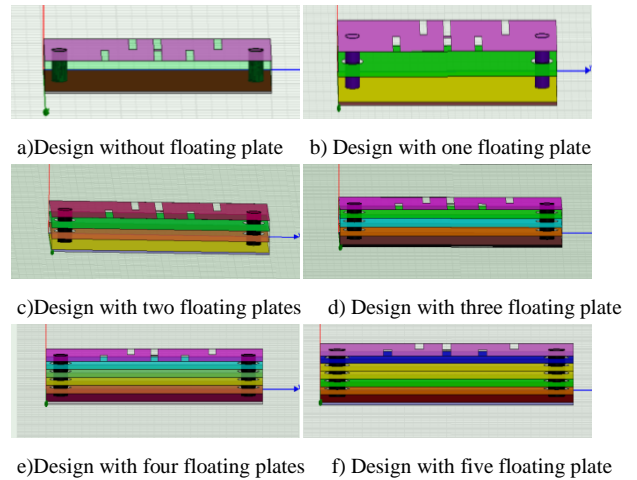 a)Design without floating plate
b) Design with one floating plate
c)Design with two floating plates
d) Design with three floating plate
e)Design with four floating plates
f) Design with five floating plate